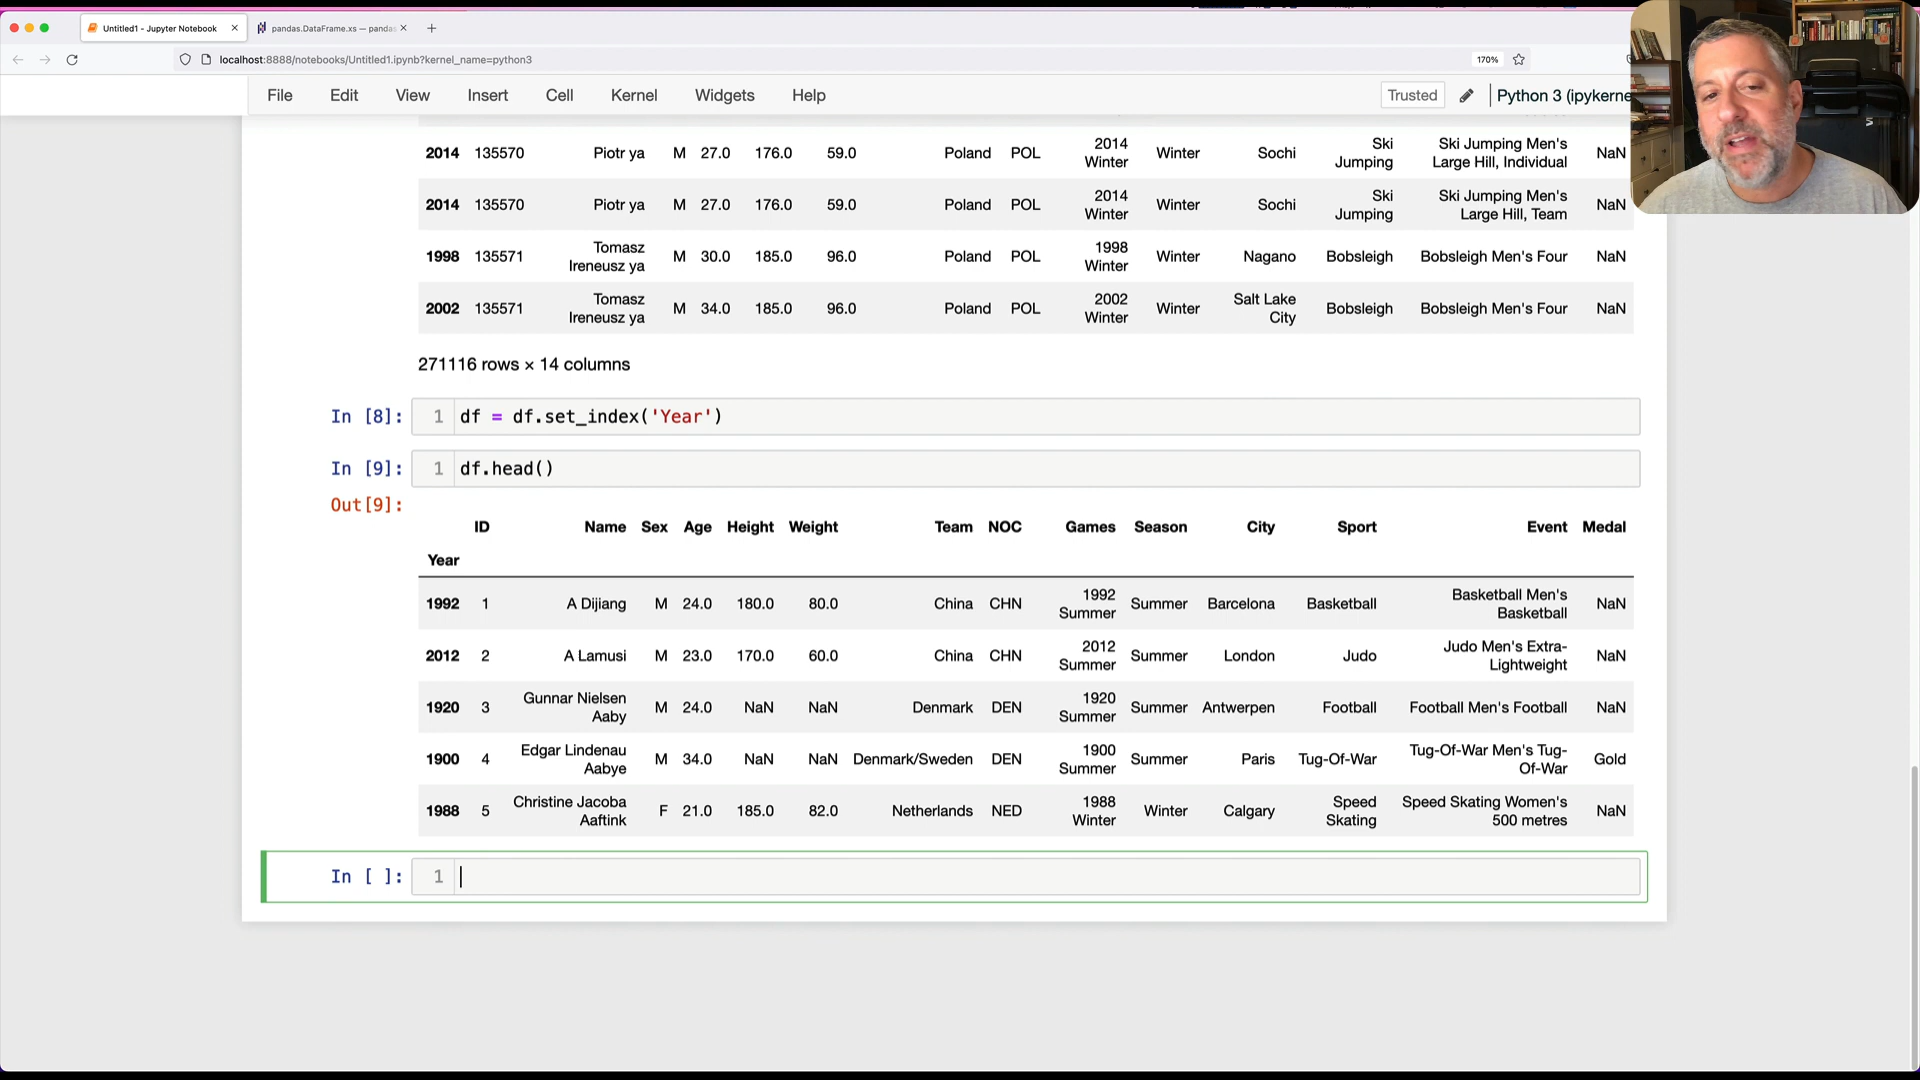 Untitled1 - Jupyter Notebook
pandas.DataFrame.xs — pandas
localhost:8888/notebooks/Untitled1.ipynb?kernel_name=python3
170%
File Edit View Insert Cell Kernel Widgets Help
Trusted
Python 3 (ipykerne
2014 135570 Piotr ya M 27.0 176.0 59.0 Poland POL 2014 Winter Winter Sochi Ski Jumping Ski Jumping Men's Large Hill, Individual NaN
2014 135570 Piotr ya M 27.0 176.0 59.0 Poland POL 2014 Winter Winter Sochi Ski Jumping Ski Jumping Men's Large Hill, Team NaN
1998 135571 Tomasz Ireneusz ya M 30.0 185.0 96.0 Poland POL 1998 Winter Winter Nagano Bobsleigh Bobsleigh Men's Four NaN
2002 135571 Tomasz Ireneusz ya M 34.0 185.0 96.0 Poland POL 2002 Winter Winter Salt Lake City Bobsleigh Bobsleigh Men's Four NaN
271116 rows × 14 columns
In [8]: 1 df = df.set_index('Year')
In [9]: 1 df.head()
Out[9]:
ID Name Sex Age Height Weight Team NOC Games Season City Sport Event Medal
Year
1992 1 A Dijiang M 24.0 180.0 80.0 China CHN 1992 Summer Summer Barcelona Basketball Basketball Men's Basketball NaN
2012 2 A Lamusi M 23.0 170.0 60.0 China CHN 2012 Summer Summer London Judo Judo Men's Extra-Lightweight NaN
1920 3 Gunnar Nielsen Aaby M 24.0 NaN NaN Denmark DEN 1920 Summer Summer Antwerpen Football Football Men's Football NaN
1900 4 Edgar Lindenau Aabye M 34.0 NaN NaN Denmark/Sweden DEN 1900 Summer Summer Paris Tug-Of-War Tug-Of-War Men's Tug-Of-War Gold
1988 5 Christine Jacoba Aaftink F 21.0 185.0 82.0 Netherlands NED 1988 Winter Winter Calgary Speed Skating Speed Skating Women's 500 metres NaN
In [ ]: 1